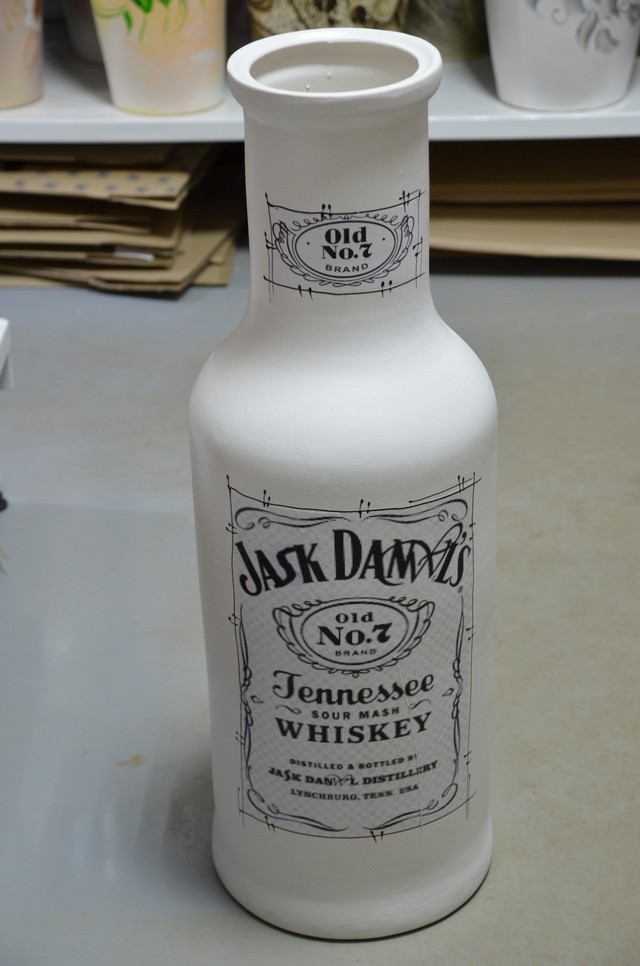 Old
No.7
BRAND
JASK
Old
No.7
BRAND
Tennessee
SOUR MASH
WHISKEY
DISTILLED & BOTTLED BY
JASK DISTILLERY
LYNCHBURG, TENN. USA